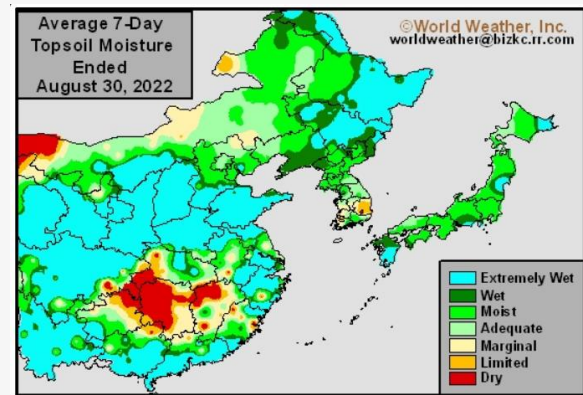 Average 7-Day
Topsoil Moisture
Ended
August 30, 2022
©World Weather, Inc.
worldweather@bizkc.rr.com
Extremely Wet
Wet
Moist
Adequate
Marginal
Limited
Dry